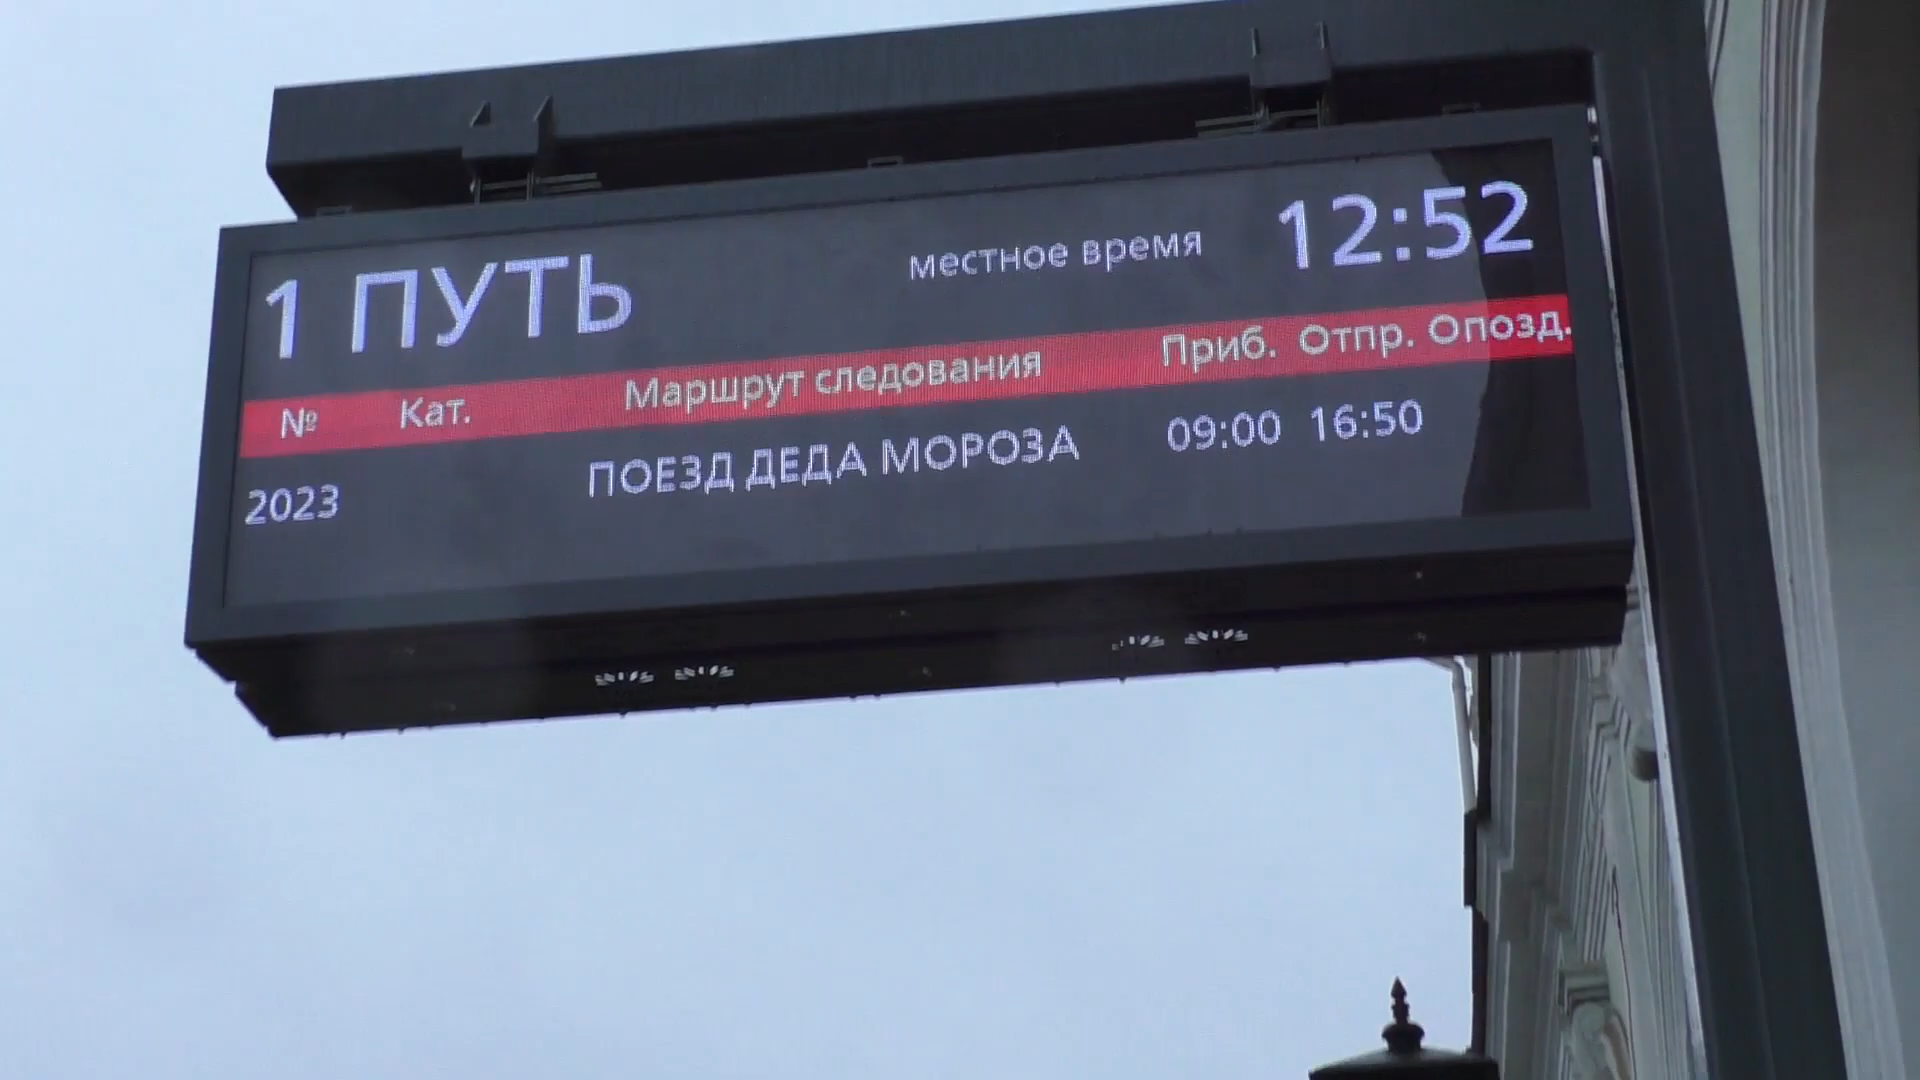 1 ПУТЬ местное время 12:52
№ Кат. Маршрут следования Приб. Отпр. Опозд.
2023 ПОЕЗД ДЕДА МОРОЗА 09:00 16:50